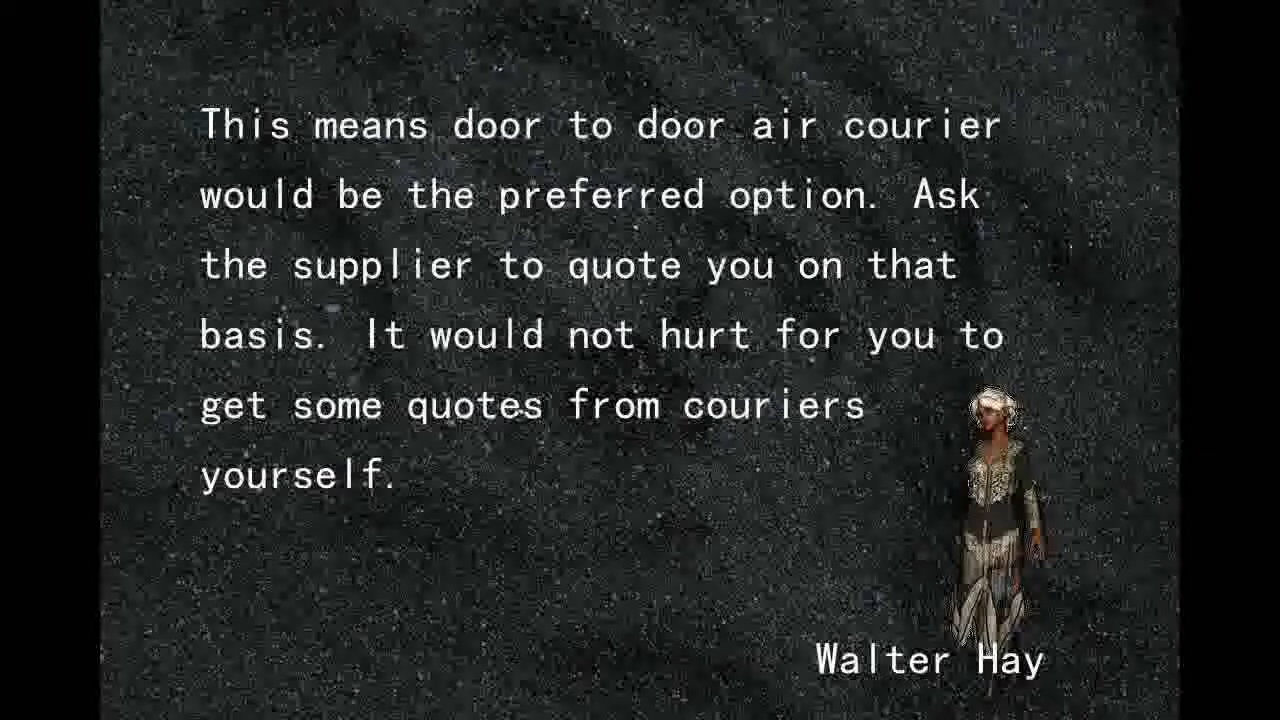 This means door to door air courier
would be the preferred option. Ask
the supplier to quote you on that
basis. It would not hurt for you to
get some quotes from couriers
yourself.
Walter Hay